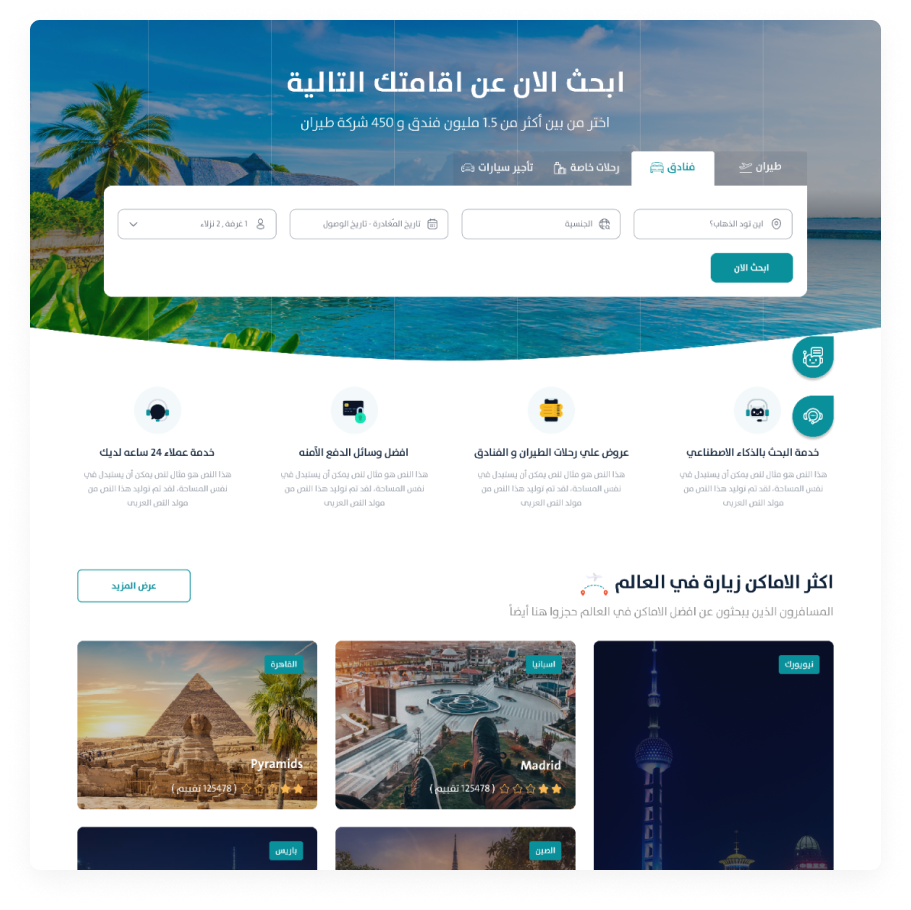 ابحث الان عن اقامتك التالية
اختر من بين أكثر من 1.5 مليون فندق و 450 شركة طيران
طيران
فنادق
رحلات خاصة
تأجير سيارات
اين تود الذهاب؟
الجنسية
تاريخ المغادرة - تاريخ الوصول
1 غرفة , 2 نزلاء
ابحث الان
خدمة البحث بالذكاء الاصطناعي
هذا النص هو مثال لنص يمكن أن يستبدل في
نفس المساحة، لقد تم توليد هذا النص من
مولد النص العربى
عروض علي رحلات الطيران و الفنادق
هذا النص هو مثال لنص يمكن أن يستبدل في
نفس المساحة، لقد تم توليد هذا النص من
مولد النص العربى
افضل وسائل الدفع الأمنه
هذا النص هو مثال لنص يمكن أن يستبدل في
نفس المساحة، لقد تم توليد هذا النص من
مولد النص العربى
خدمة عملاء 24 ساعه لديك
هذا النص هو مثال لنص يمكن أن يستبدل في
نفس المساحة، لقد تم توليد هذا النص من
مولد النص العربى
اكثر الاماكن زيارة في العالم
المسافرون الذين يبحثون عن افضل الاماكن في العالم حجزوا هنا أيضاً
عرض المزيد
نيويورك
اسبانيا
Madrid
( 125478 تقييم )
القاهرة
Pyramids...
( 125478 تقييم )
الصين
باريس